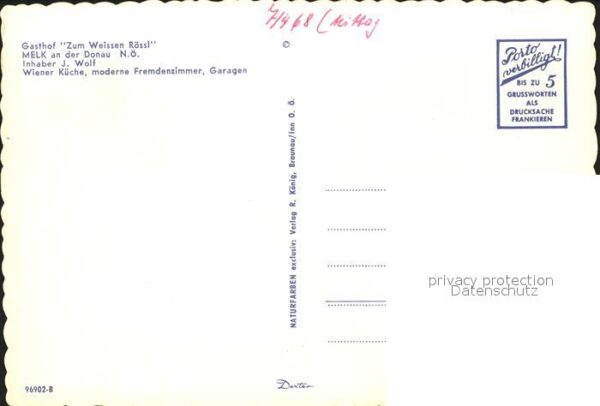 7/4 68 (Mittag
Gasthof "Zum Weissen Rössl"
MELK an der Donau N.Ö.
Inhaber J. Wolf
Wiener Küche, moderne Fremdenzimmer, Garagen
©
Porto
verbilligt!
BIS ZU 5
GRUSSWORTEN
ALS
DRUCKSACHE
FRANKIEREN
NATURFARBEN exclusiv: Verlag R. König, Braunau/Inn O. Ö.
privacy protection
Datenschutz
96902-B